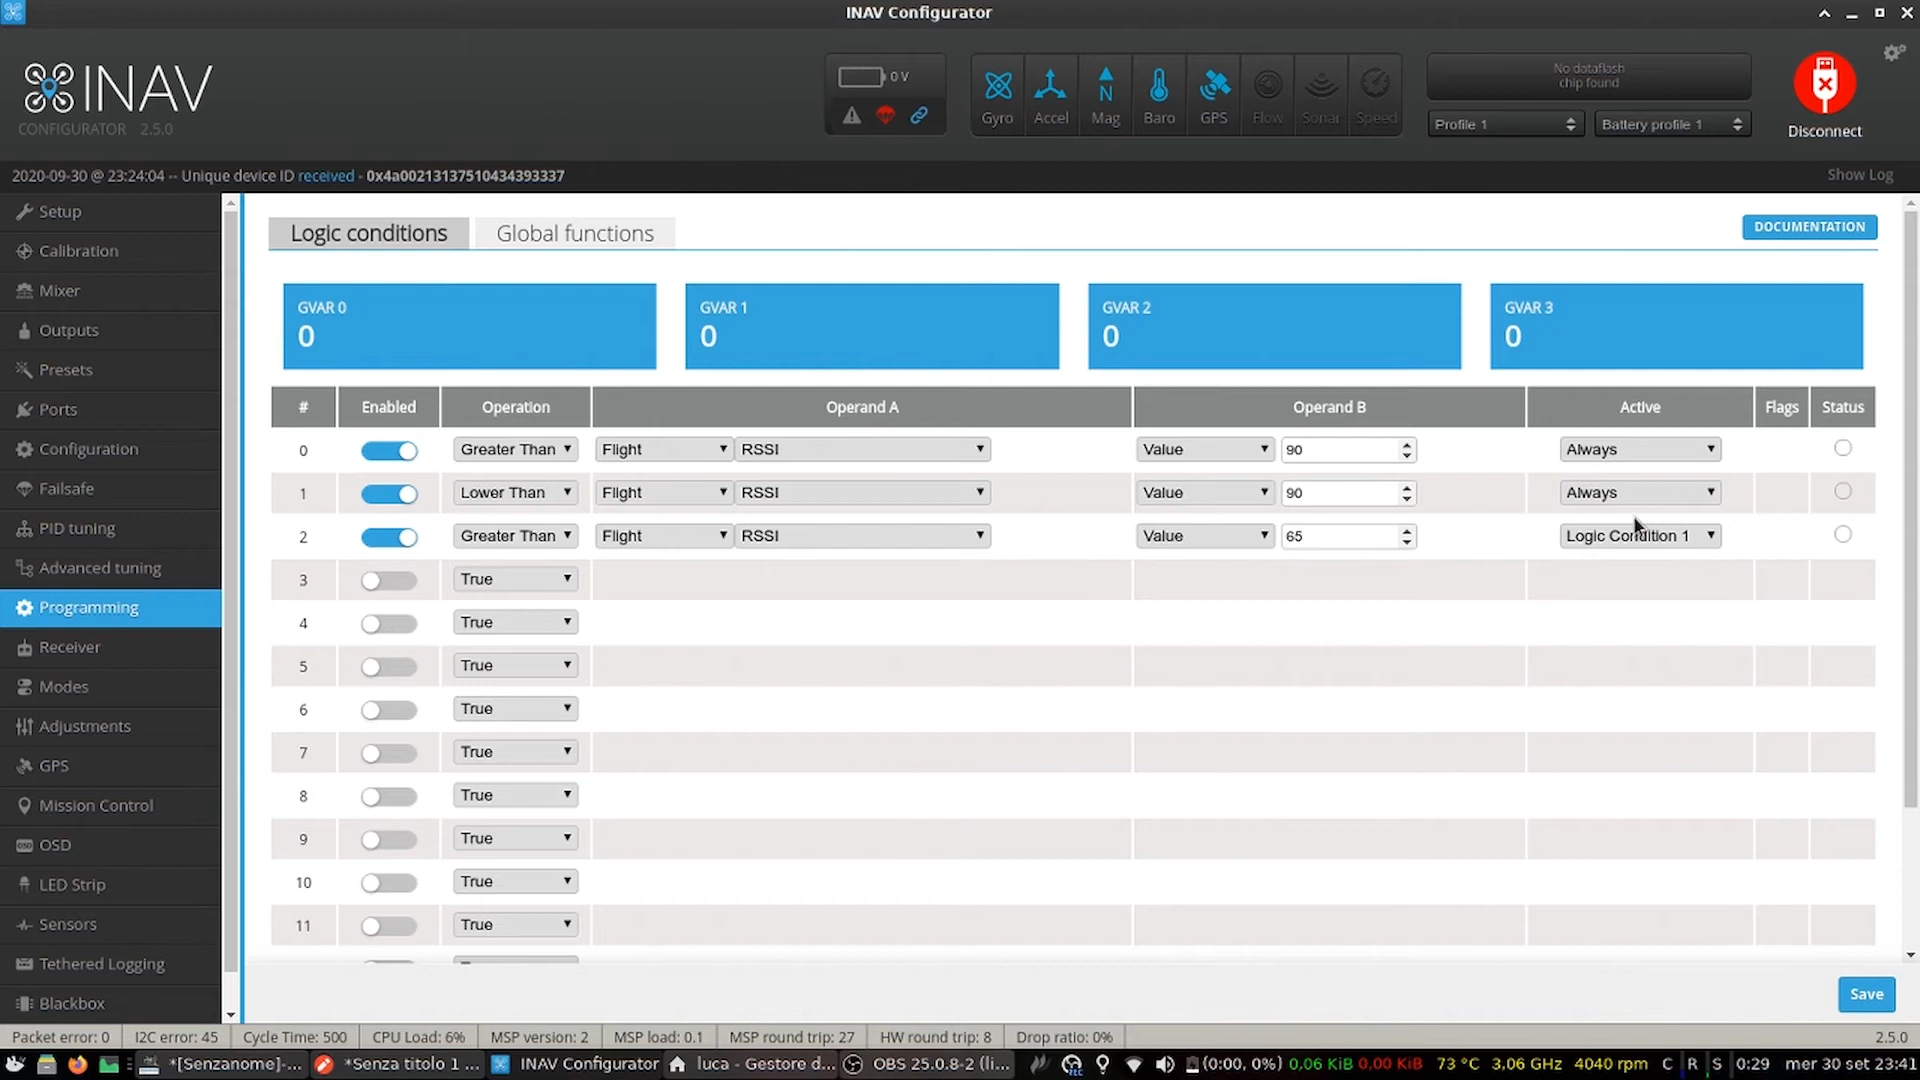 INAV Configurator
INAV
CONFIGURATOR 2.5.0
0 V
Gyro Accel Mag Baro GPS Flow Sonar Speed
No dataflash
chip found
Profile 1
Battery profile 1
Disconnect
2020-09-30 @ 23:24:04 -- Unique device ID received - 0x4a00213137510434393337
Show Log
Setup
Calibration
Mixer
Outputs
Presets
Ports
Configuration
Failsafe
PID tuning
Advanced tuning
Programming
Receiver
Modes
Adjustments
GPS
Mission Control
OSD
LED Strip
Sensors
Tethered Logging
Blackbox
Logic conditions
Global functions
DOCUMENTATION
GVAR 0
0
GVAR 1
0
GVAR 2
0
GVAR 3
0
# Enabled Operation Operand A Operand B Active Flags Status
0 Greater Than Flight RSSI Value 90 Always
1 Lower Than Flight RSSI Value 90 Always
2 Greater Than Flight RSSI Value 65 Logic Condition 1
3 True
4 True
5 True
6 True
7 True
8 True
9 True
10 True
11 True
Save
Packet error: 0 I2C error: 45 Cycle Time: 500 CPU Load: 6% MSP version: 2 MSP load: 0.1 MSP round trip: 27 HW round trip: 8 Drop ratio: 0% 2.5.0
*[Senzanome]-... *Senza titolo 1 ... INAV Configurator luca - Gestore d... OBS 25.0.8-2 (li... (0:00, 0%) 0,06 KiB 0,00 KiB 73 °C 3,06 GHz 4040 rpm C R S 0:29 mer 30 set 23:41